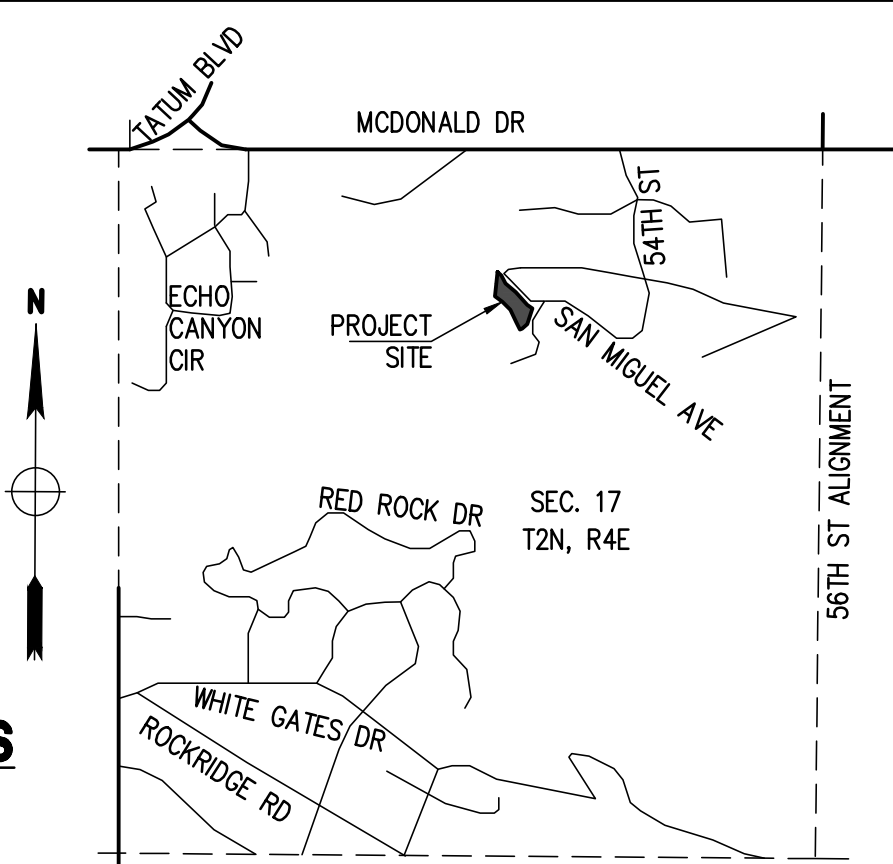 TATUM BLVD
MCDONALD DR
54TH ST
N
ECHO
CANYON
CIR
PROJECT
SITE
SAN MIGUEL AVE
56TH ST ALIGNMENT
RED ROCK DR
SEC. 17
T2N, R4E
WHITE GATES DR
ROCKRIDGE RD
S